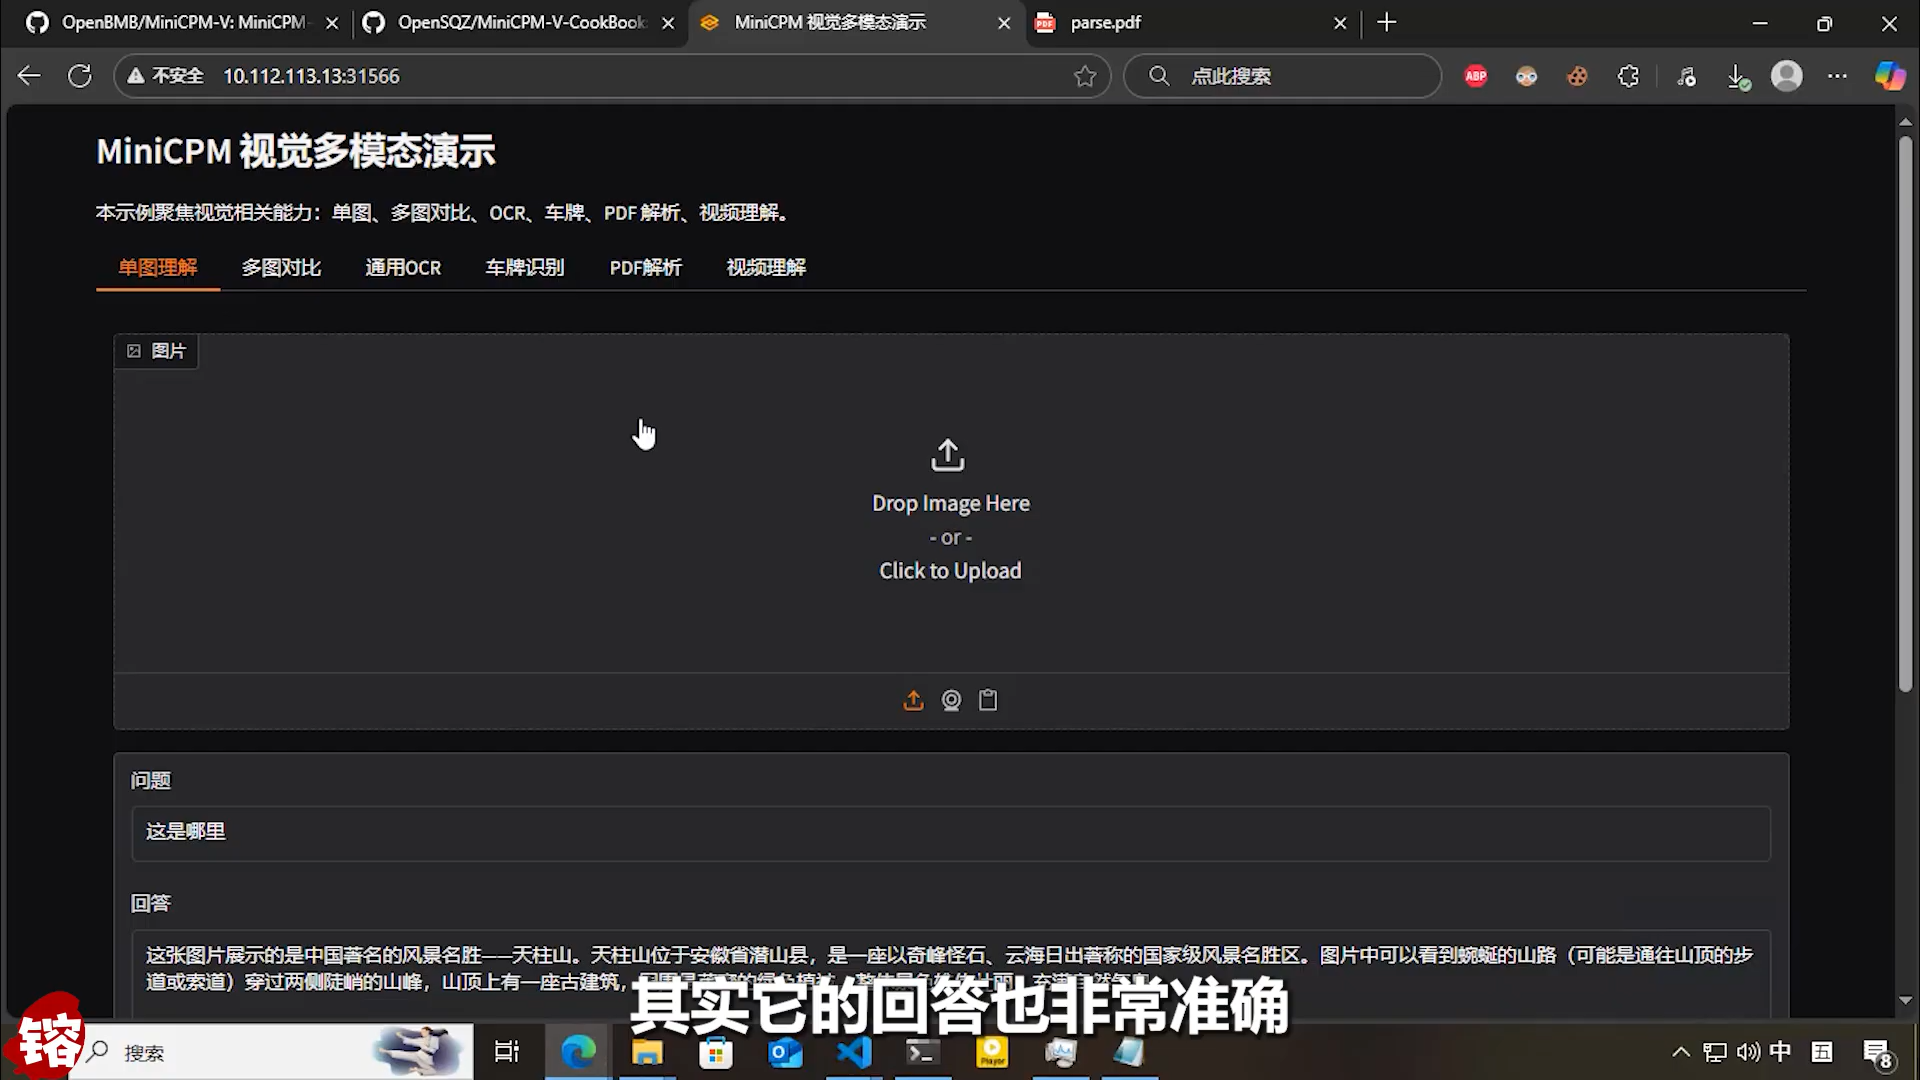 OpenBMB/MiniCPM-V: MiniCPM-
OpenSQZ/MiniCPM-V-CookBook
MiniCPM 视觉多模态演示
parse.pdf
不安全
10.112.113.13:31566
点此搜索
ABP
MiniCPM 视觉多模态演示
本示例聚焦视觉相关能力：单图、多图对比、OCR、车牌、PDF 解析、视频理解。
单图理解
多图对比
通用OCR
车牌识别
PDF解析
视频理解
图片
Drop Image Here
- or -
Click to Upload
问题
这是哪里
回答
这张图片展示的是中国著名的风景名胜——天柱山。天柱山位于安徽省潜山县，是一座以奇峰怪石、云海日出著称的国家级风景名胜区。图片中可以看到蜿蜒的山路（可能是通往山顶的步
道或索道）穿过两侧陡峭的山峰，山顶上有一座古建筑，
其实它的回答也非常准确
镕
搜索
Player
中
五
8